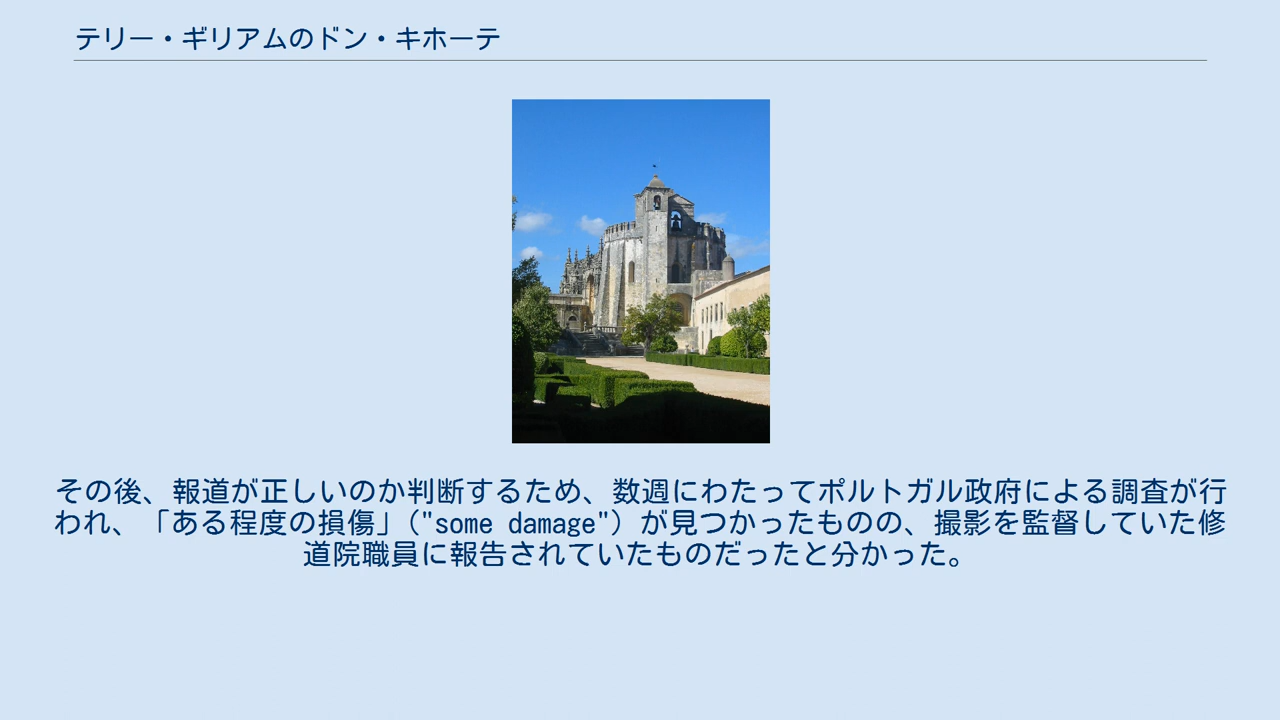 テリー・ギリアムのドン・キホーテ
その後、報道が正しいのか判断するため、数週にわたってポルトガル政府による調査が行
われ、「ある程度の損傷」("some damage")が見つかったものの、撮影を監督していた修
道院職員に報告されていたものだったと分かった。